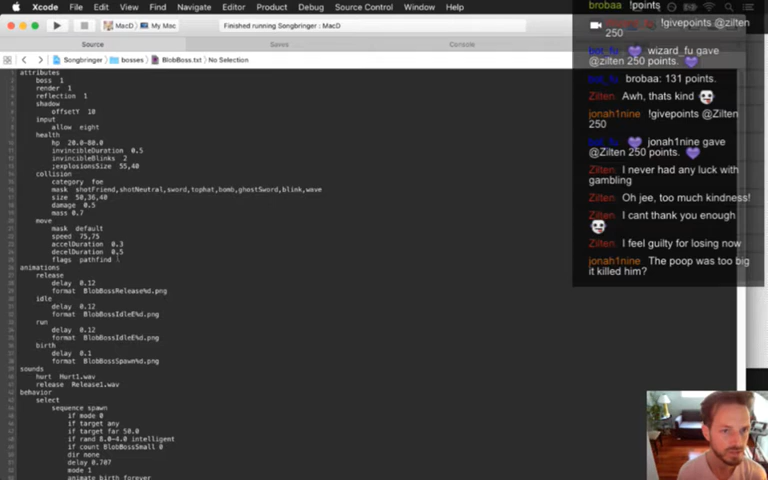 Xcode File Edit View Find Navigate Editor Product Debug Source Control Window Help
MacD My Mac
Finished running Songbringer : MacD
Source
Saves
Console
Songbringer bosses BlobBoss.txt No Selection
attributes
boss 1
render 1
reflection 1
shadow
offsetY 10
input
allow eight
health
hp 20.0-80.0
invincibleDuration 0.5
invincibleBlinks 2
;explosionsSize 55,40
collision
category foe
mask shotFriend,shotNeutral,sword,tophat,bomb,ghostSword,blink,wave
size 50,36,40
damage 0.5
mass 0.7
move
mask default
speed 75,75
accelDuration 0.3
decelDuration 0.5
flags pathfind
animations
release
delay 0.12
format BlobBossRelease%d.png
idle
delay 0.12
format BlobBossIdleE%d.png
run
delay 0.12
format BlobBossIdleE%d.png
birth
delay 0.1
format BlobBossSpawn%d.png
sounds
hurt Hurt1.wav
release Release1.wav
behavior
select
sequence spawn
if mode 0
if target any
if target far 50.0
if rand 8.0-4.0 intelligent
if count BlobBossSmall 0
dir none
delay 0.707
mode 1
animate birth forever
brobaa !points
!givepoints @zilten
250
bot_fu wizard_fu gave
@zilten 250 points.
bot_fu brobaa: 131 points.
Zilten Awh, thats kind
jonah1nine !givepoints @Zilten
250
bot_fu jonah1nine gave
@Zilten 250 points.
Zilten I never had any luck with
gambling
Zilten Oh jee, too much kindness!
Zilten I cant thank you enough
Zilten I feel guilty for losing now
jonah1nine The poop was too big
it killed him?